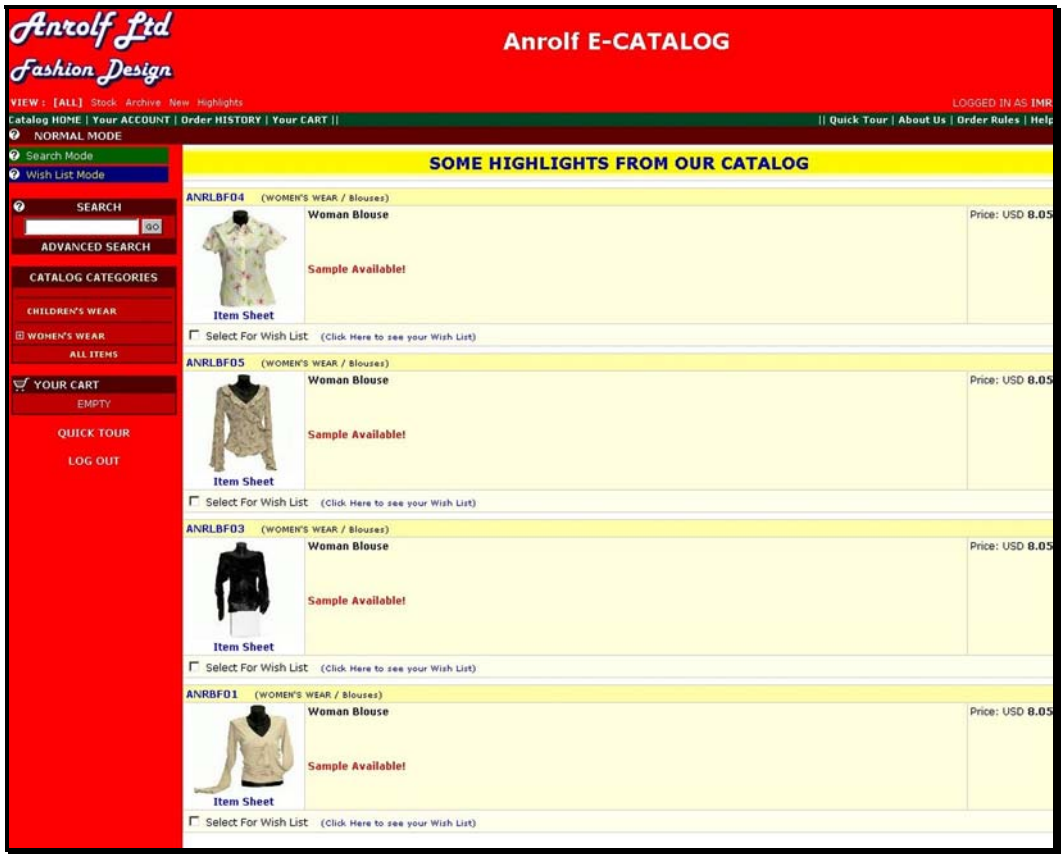 Anrolf Ltd
Fashion Design
Anrolf E-CATALOG
VIEW : [ALL] Stock Archive New Highlights
LOGGED IN AS IMR
Catalog HOME | Your ACCOUNT | Order HISTORY | Your CART ||
|| Quick Tour | About Us | Order Rules | Help
? NORMAL MODE
? Search Mode
? Wish List Mode
? SEARCH
GO
ADVANCED SEARCH
CATALOG CATEGORIES
CHILDREN'S WEAR
WOMEN'S WEAR
ALL ITEMS
YOUR CART
EMPTY
QUICK TOUR
LOG OUT
SOME HIGHLIGHTS FROM OUR CATALOG
ANRLBF04 (WOMEN'S WEAR / Blouses)
Woman Blouse
Price: USD 8.05
Sample Available!
Item Sheet
Select For Wish List (Click Here to see your Wish List)
ANRLBF05 (WOMEN'S WEAR / Blouses)
Woman Blouse
Price: USD 8.05
Sample Available!
Item Sheet
Select For Wish List (Click Here to see your Wish List)
ANRLBF03 (WOMEN'S WEAR / Blouses)
Woman Blouse
Price: USD 8.05
Sample Available!
Item Sheet
Select For Wish List (Click Here to see your Wish List)
ANRBF01 (WOMEN'S WEAR / Blouses)
Woman Blouse
Price: USD 8.05
Sample Available!
Item Sheet
Select For Wish List (Click Here to see your Wish List)